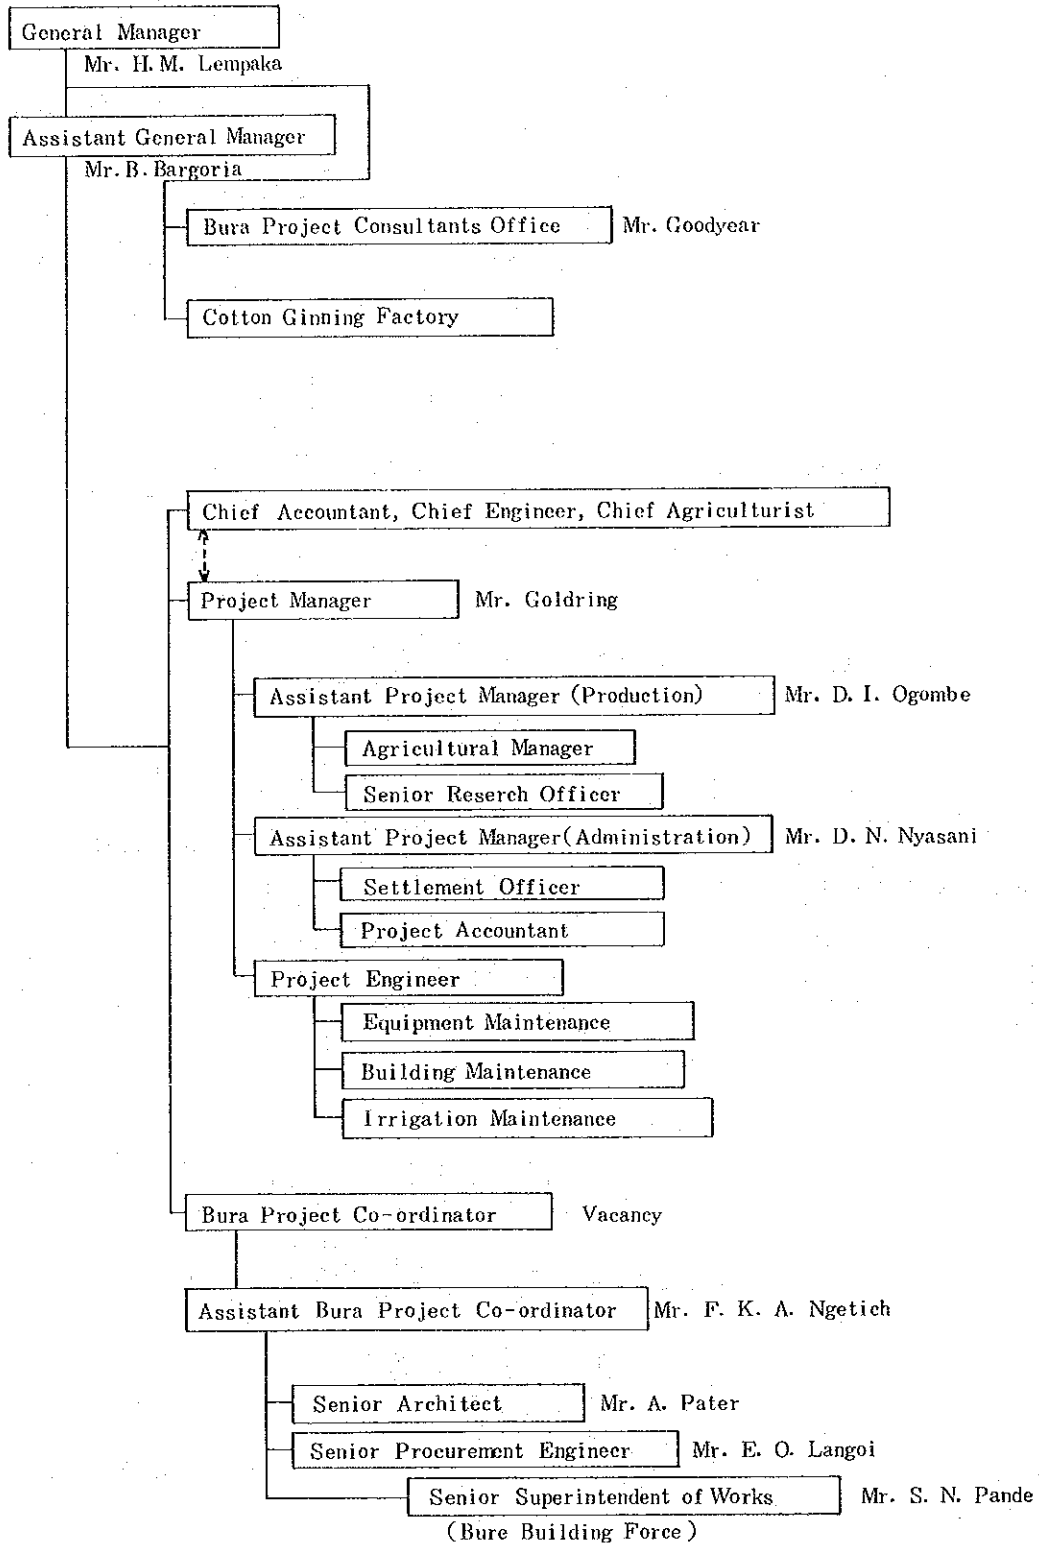 General Manager
Mr. H.M. Lempaka
Assistant General Manager
Mr. B. Bargoria
Bura Project Consultants Office Mr. Goodyear
Cotton Ginning Factory
Chief Accountant, Chief Engineer, Chief Agriculturist
Project Manager Mr. Goldring
Assistant Project Manager (Production) Mr. D. I. Ogombe
Agricultural Manager
Senior Reserch Officer
Assistant Project Manager (Administration) Mr. D. N. Nyasani
Settlement Officer
Project Accountant
Project Engineer
Equipment Maintenance
Building Maintenance
Irrigation Maintenance
Bura Project Co-ordinator Vacancy
Assistant Bura Project Co-ordinator Mr. F. K. A. Ngetich
Senior Architect Mr. A. Pater
Senior Procurement Engineer Mr. E. O. Langoi
Senior Superintendent of Works Mr. S. N. Pande
(Bure Building Force)